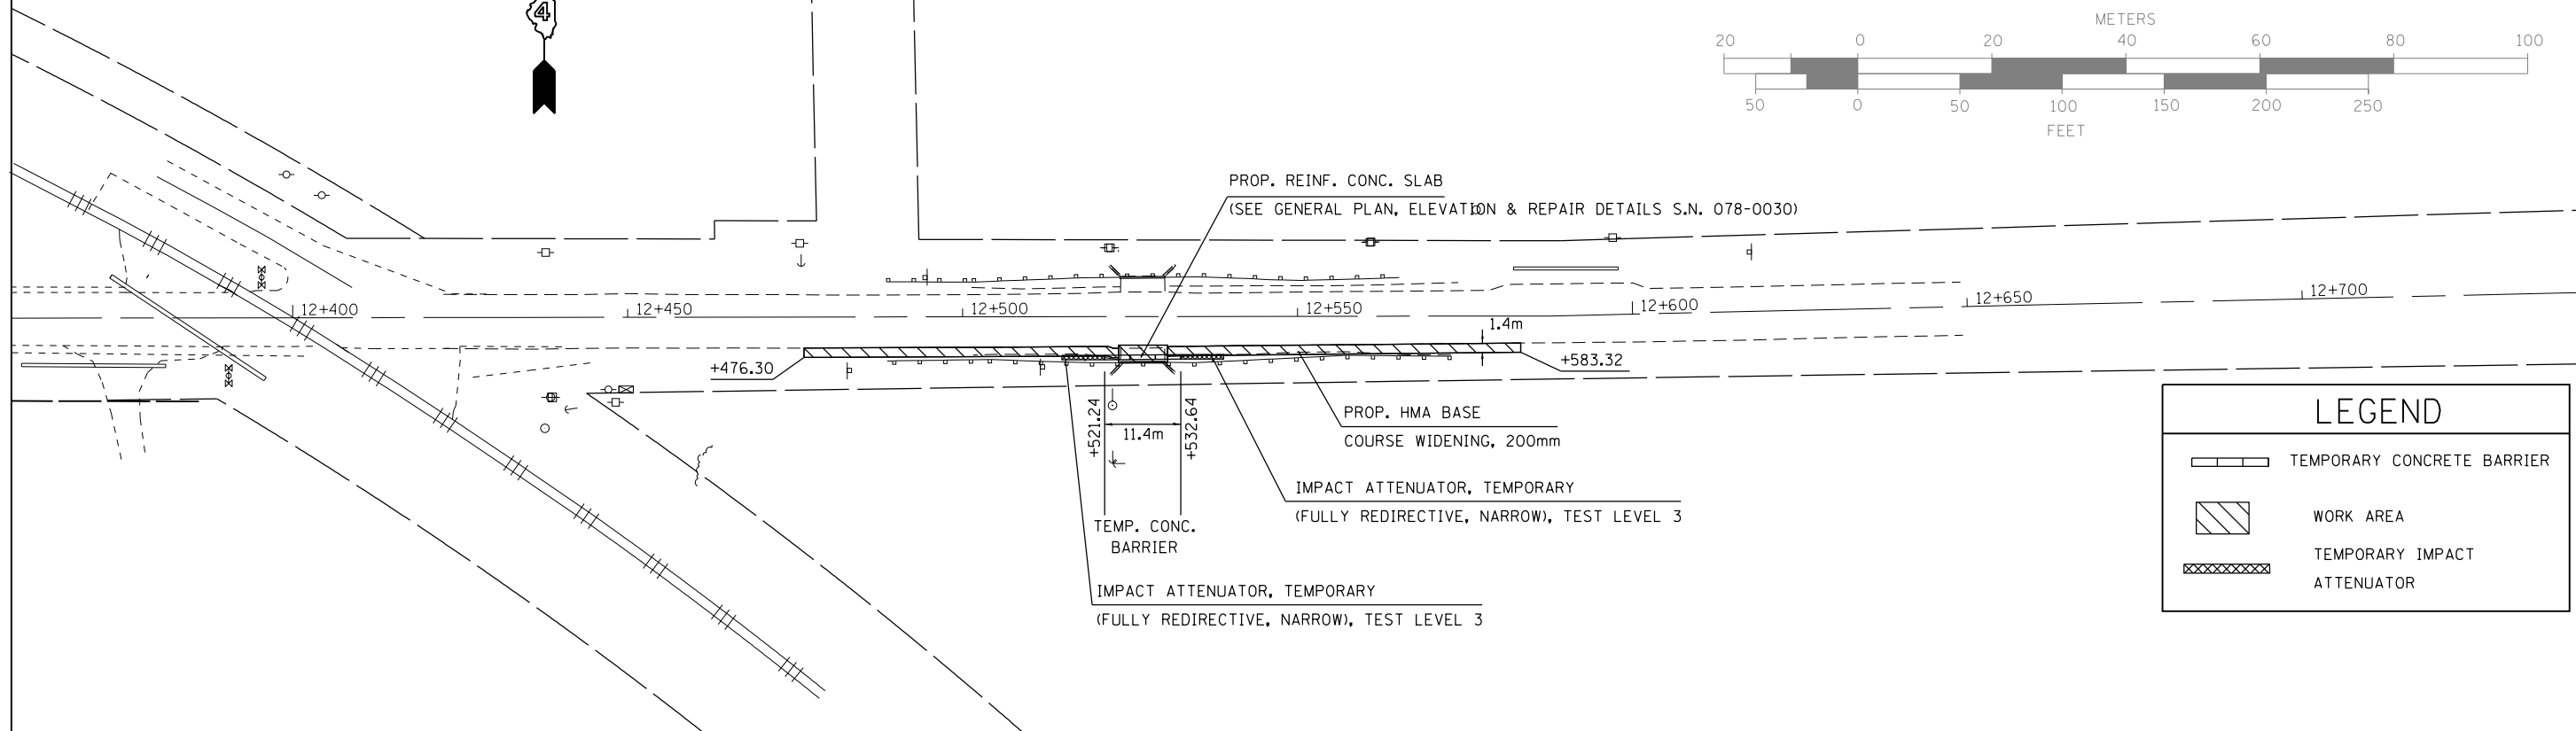 4
METERS
20 0 20 40 60 80 100
50 0 50 100 150 200 250
FEET
PROP. REINF. CONC. SLAB
(SEE GENERAL PLAN, ELEVATION & REPAIR DETAILS S.N. 078-0030)
12+400
12+450
12+500
12+550
12+600
12+650
12+700
1.4m
+476.30
+583.32
+521.24
11.4m
+532.64
PROP. HMA BASE
COURSE WIDENING, 200mm
IMPACT ATTENUATOR, TEMPORARY
(FULLY REDIRECTIVE, NARROW), TEST LEVEL 3
TEMP. CONC.
BARRIER
IMPACT ATTENUATOR, TEMPORARY
(FULLY REDIRECTIVE, NARROW), TEST LEVEL 3
LEGEND
TEMPORARY CONCRETE BARRIER
WORK AREA
TEMPORARY IMPACT
ATTENUATOR